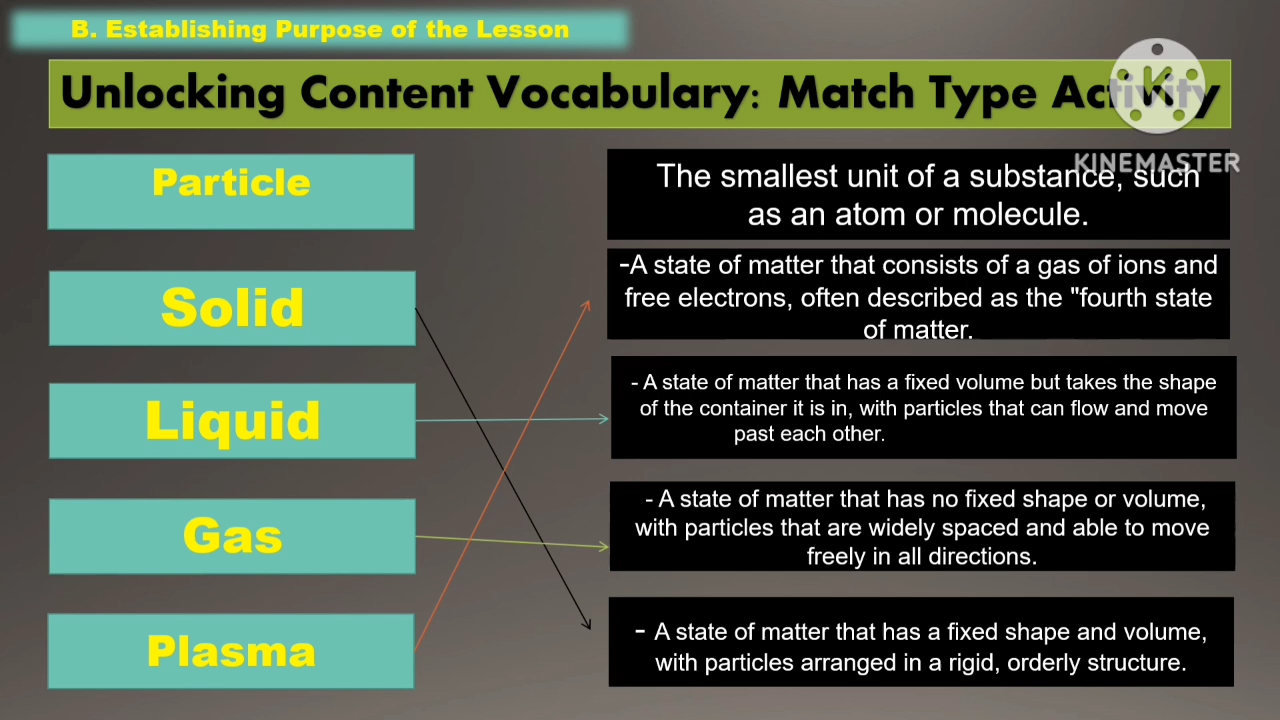 B. Establishing Purpose of the Lesson
Unlocking Content Vocabulary: Match Type Activity
KINEMASTER
Particle
The smallest unit of a substance, such
as an atom or molecule.
Solid
-A state of matter that consists of a gas of ions and
free electrons, often described as the "fourth state
of matter.
Liquid
- A state of matter that has a fixed volume but takes the shape
of the container it is in, with particles that can flow and move
past each other.
Gas
- A state of matter that has no fixed shape or volume,
with particles that are widely spaced and able to move
freely in all directions.
Plasma
- A state of matter that has a fixed shape and volume,
with particles arranged in a rigid, orderly structure.